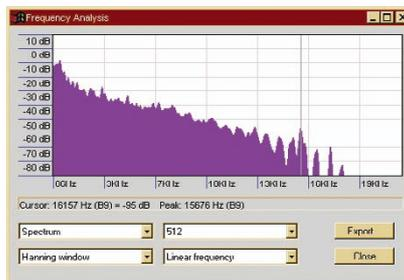 Frequency Analysis
10 dB
0 dB
-10 dB
-20 dB
-30 dB
-40 dB
-50 dB
-60 dB
-70 dB
-80 dB
00Hz 3KHz 7KHz 10KHz 13KHz 16KHz 19KHz
Cursor: 16157 Hz (B9) = -95 dB Peak: 15676 Hz (B9)
Spectrum 512 Export
Hanning window Linear frequency Close